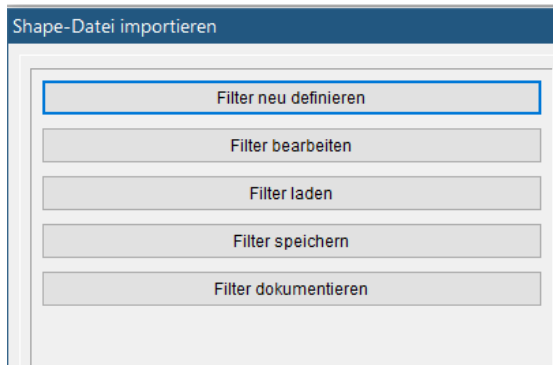 Shape-Datei importieren
Filter neu definieren
Filter bearbeiten
Filter laden
Filter speichern
Filter dokumentieren